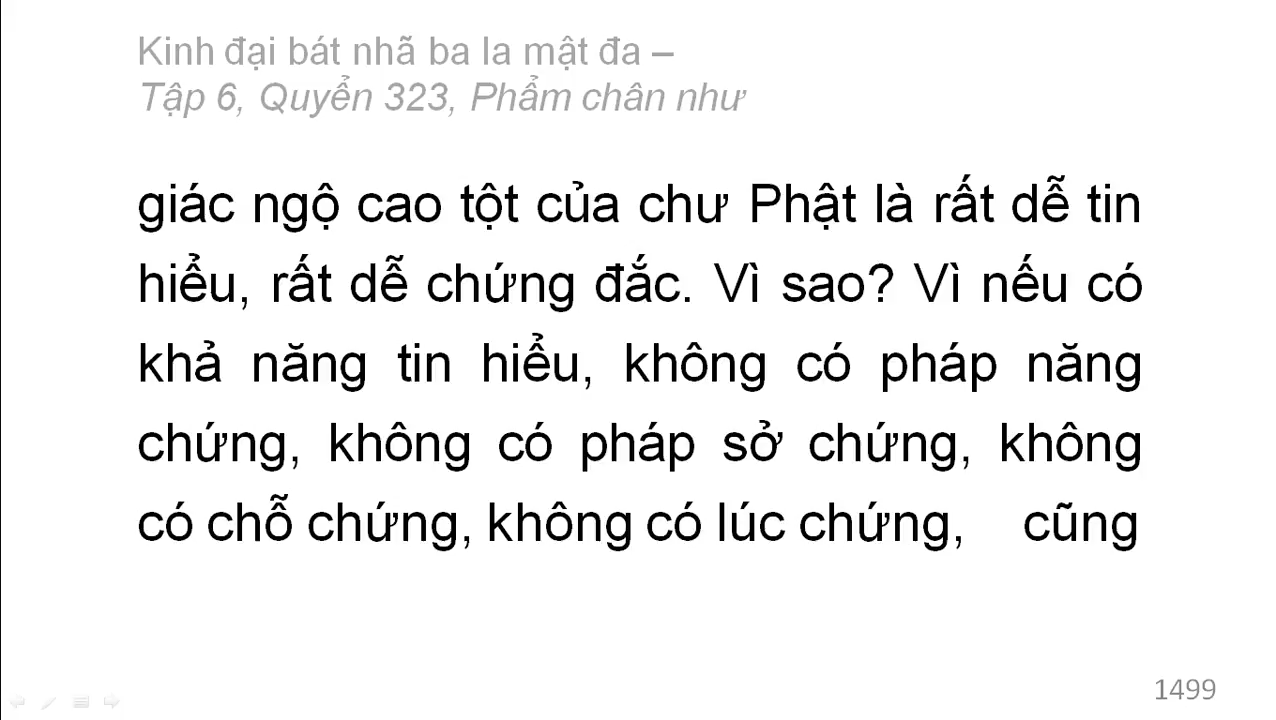 Kinh đại bát nhã ba la mật đa –
Tập 6, Quyển 323, Phẩm chân như
giác ngộ cao tột của chư Phật là rất dễ tin
hiểu, rất dễ chứng đắc. Vì sao? Vì nếu có
khả năng tin hiểu, không có pháp năng
chứng, không có pháp sở chứng, không
có chỗ chứng, không có lúc chứng, cũng
1499